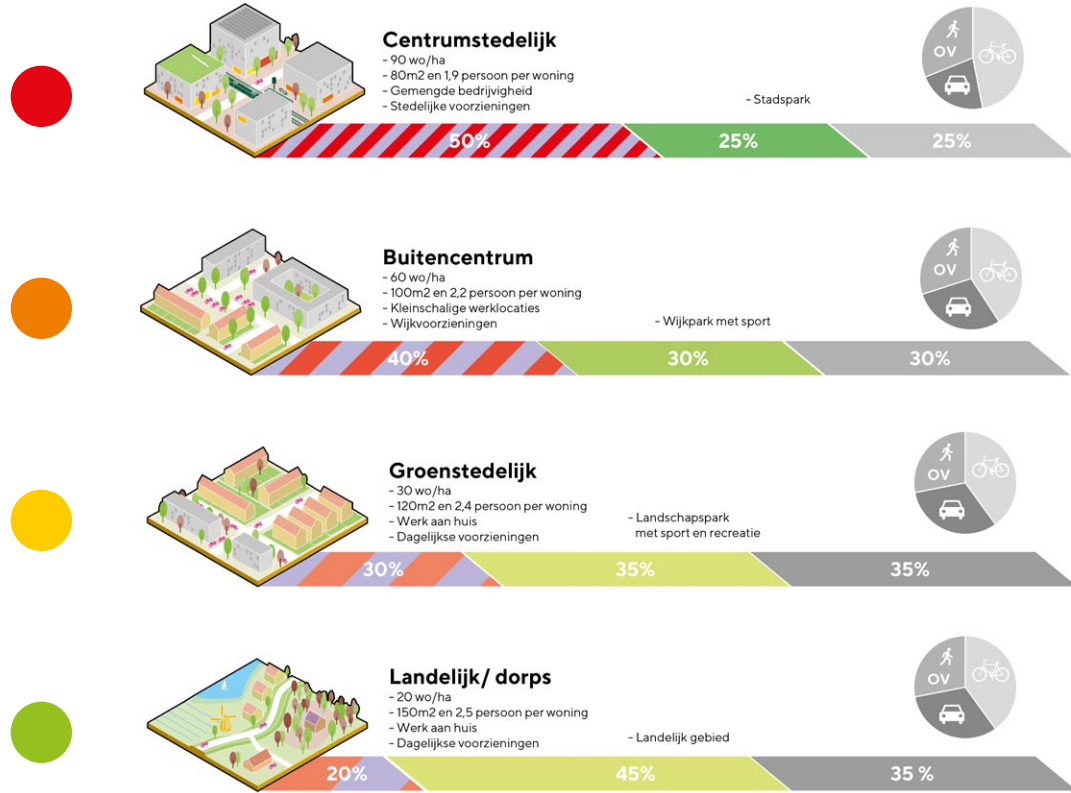 Centrumstedelijk
- 90 wo/ha
- 80m2 en 1,9 persoon per woning
- Gemengde bedrijvigheid
- Stedelijke voorzieningen
- Stadspark
OV
50%
25%
25%
Buitencentrum
- 60 wo/ha
- 100m2 en 2,2 persoon per woning
- Kleinschalige werklocaties
- Wijkvoorzieningen
- Wijkpark met sport
OV
40%
30%
30%
Groenstedelijk
- 30 wo/ha
- 120m2 en 2,4 persoon per woning
- Werk aan huis
- Dagelijkse voorzieningen
- Landschapspark
met sport en recreatie
OV
30%
35%
35%
Landelijk/ dorps
- 20 wo/ha
- 150m2 en 2,5 persoon per woning
- Werk aan huis
- Dagelijkse voorzieningen
- Landelijk gebied
OV
20%
45%
35 %